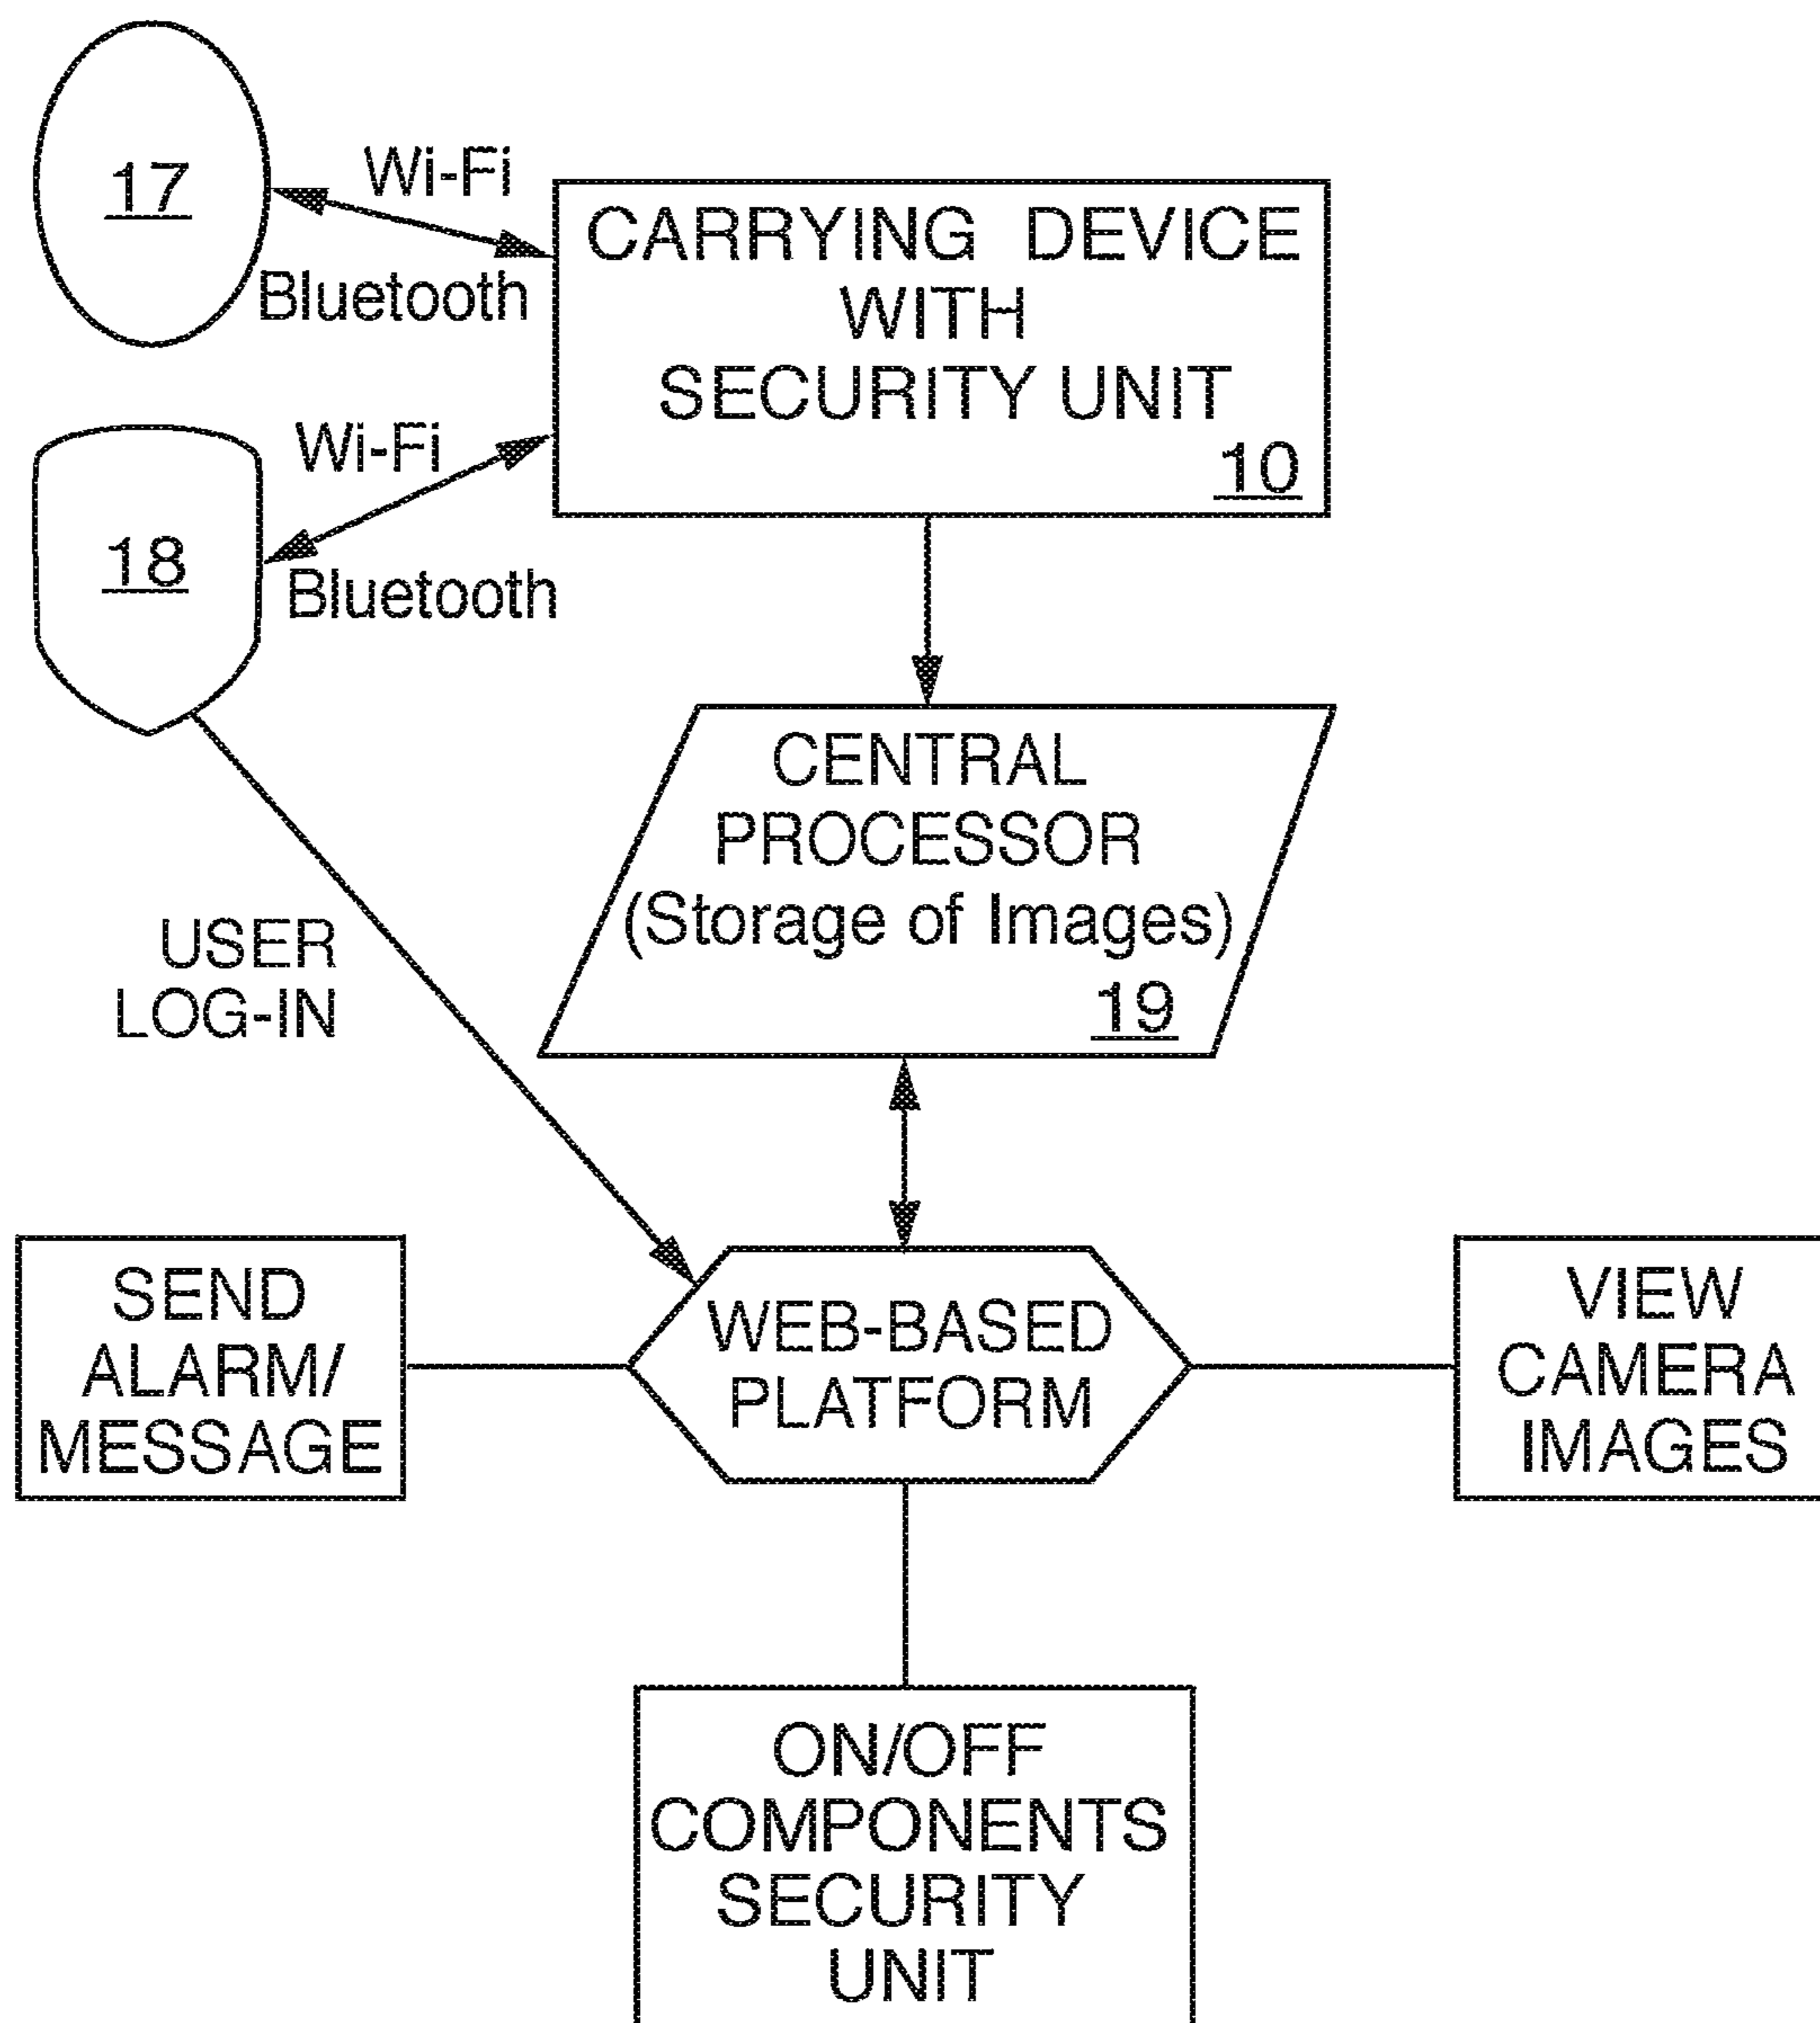 17
Wi-Fi
Bluetooth
CARRYING DEVICE
WITH
SECURITY UNIT
10
18
Wi-Fi
Bluetooth
CENTRAL
PROCESSOR
(Storage of Images)
19
USER
LOG-IN
SEND
ALARM/
MESSAGE
WEB-BASED
PLATFORM
VIEW
CAMERA
IMAGES
ON/OFF
COMPONENTS
SECURITY
UNIT